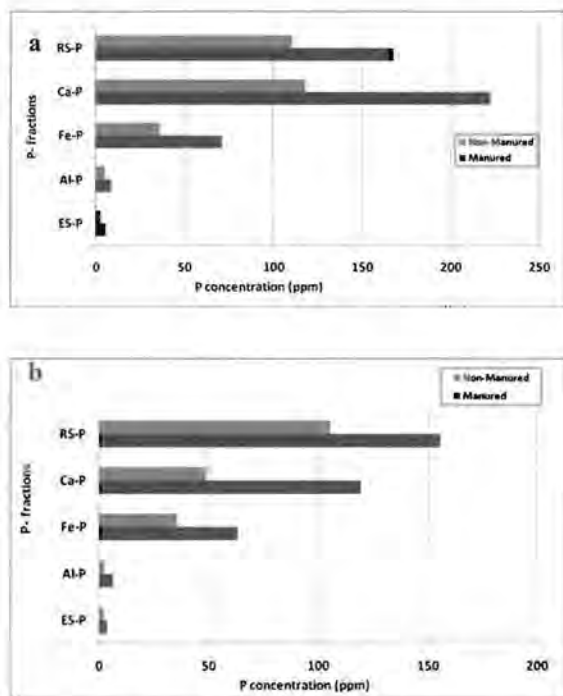 a
P- fractions
RS-P
Ca-P
Fe-P
Al-P
ES-P
Non-Manured
Manured
0 50 100 150 200 250
P concentration (ppm)
b
P- fractions
RS-P
Ca-P
Fe-P
Al-P
ES-P
Non-Manured
Manured
0 50 100 150 200
P concentration (ppm)